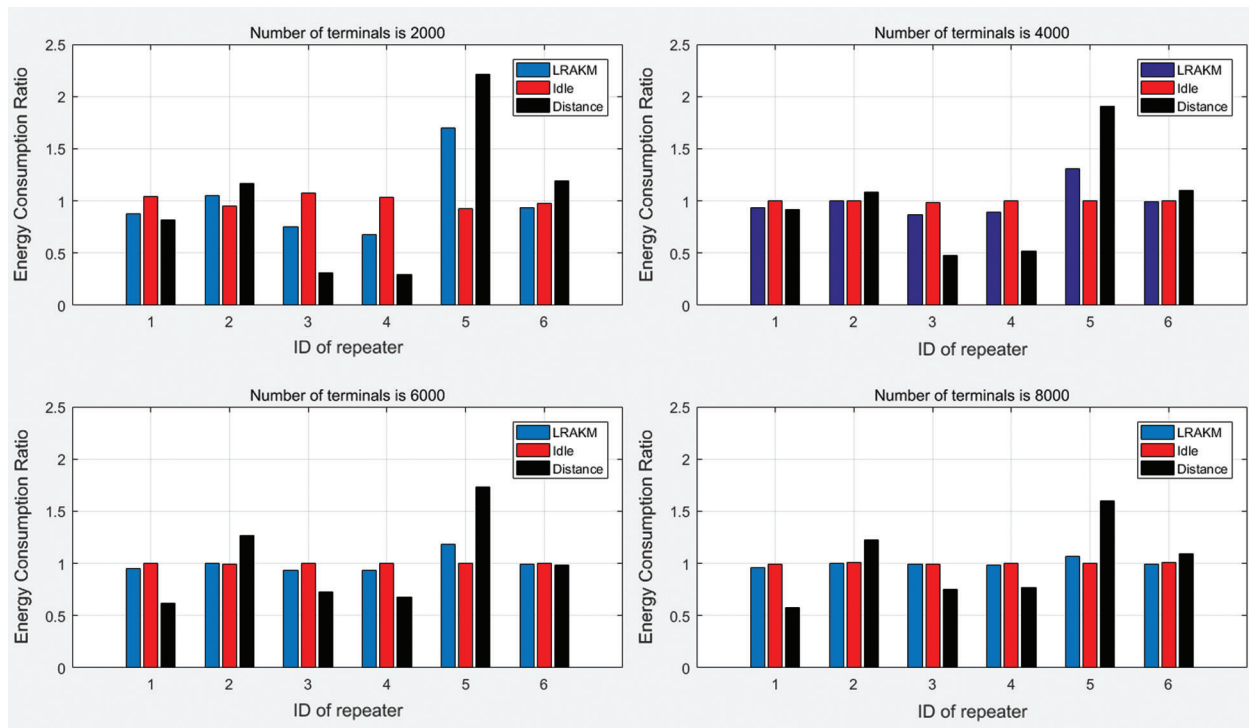 Number of terminals is 2000
2.5
2
1.5
1
0.5
0
Energy Consumption Ratio
LRAKM
Idle
Distance
1 2 3 4 5 6
ID of repeater
Number of terminals is 4000
2.5
2
1.5
1
0.5
0
Energy Consumption Ratio
LRAKM
Idle
Distance
1 2 3 4 5 6
ID of repeater
Number of terminals is 6000
2.5
2
1.5
1
0.5
0
Energy Consumption Ratio
LRAKM
Idle
Distance
1 2 3 4 5 6
ID of repeater
Number of terminals is 8000
2.5
2
1.5
1
0.5
0
Energy Consumption Ratio
LRAKM
Idle
Distance
1 2 3 4 5 6
ID of repeater